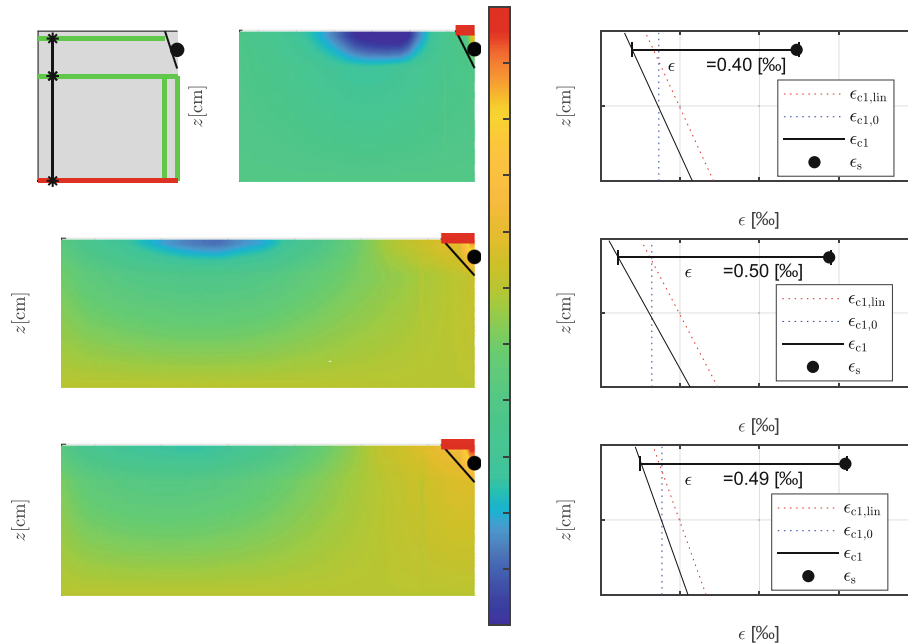 z[cm]
z[cm]
ϵ =0.40 [‰]
ϵc1,lin
ϵc1,0
ϵc1
ϵs
ϵ [‰]
z[cm]
z[cm]
ϵ =0.50 [‰]
ϵc1,lin
ϵc1,0
ϵc1
ϵs
ϵ [‰]
z[cm]
z[cm]
ϵ =0.49 [‰]
ϵc1,lin
ϵc1,0
ϵc1
ϵs
ϵ [‰]